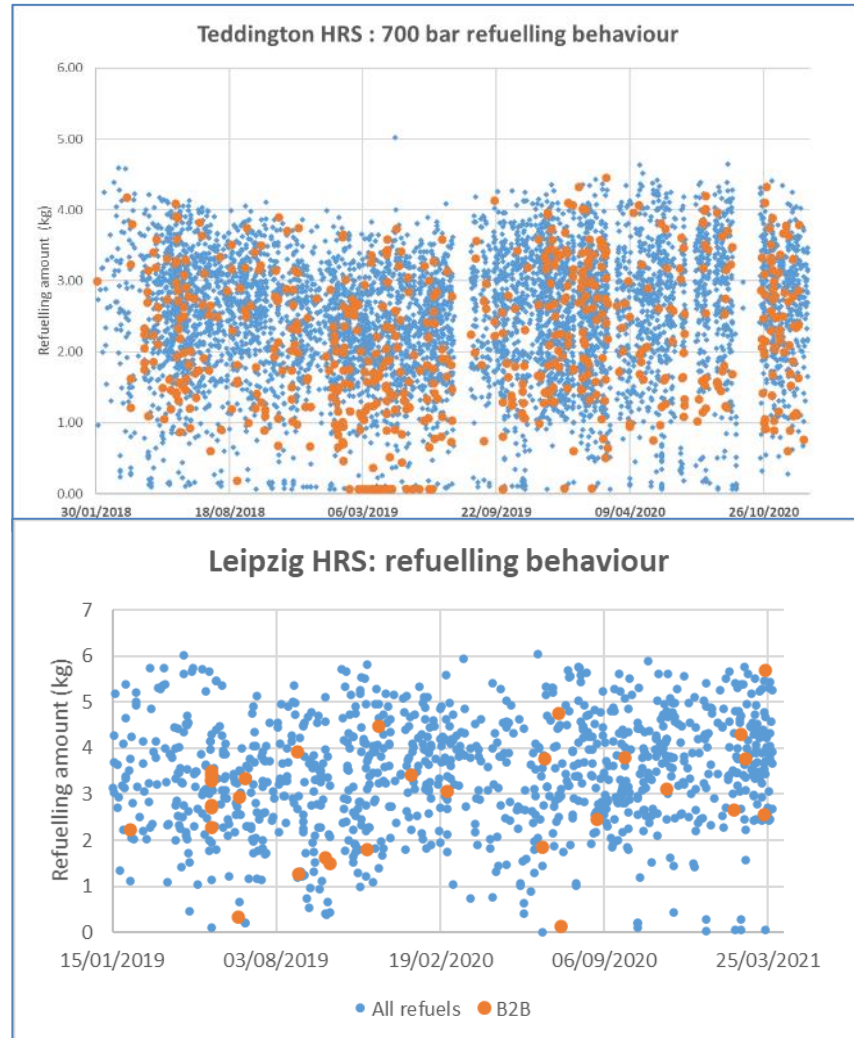 Teddington HRS : 700 bar refuelling behaviour
Refuelling amount (kg)
6.00
5.00
4.00
3.00
2.00
1.00
0.00
30/01/2018 18/08/2018 06/03/2019 22/09/2019 09/04/2020 26/10/2020
Leipzig HRS: refuelling behaviour
Refuelling amount (kg)
7
6
5
4
3
2
1
0
15/01/2019 03/08/2019 19/02/2020 06/09/2020 25/03/2021
All refuels B2B